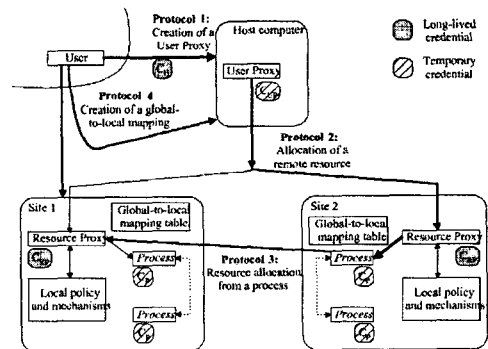 Protocol 1:
Creation of a
User Proxy
Host computer
Long-lived
credential
User
C
User Proxy
Temporary
credential
Protocol 4
Creation of a global-
to-local mapping
C
Protocol 2:
Allocation of a
remote resource
Site 1
Global-to-local
mapping table
Site 2
Global-to-local
mapping table
Resource Proxy
Process
Protocol 3:
Resource allocation
from a process
Process
Resource Proxy
C
C
C
C
Local policy
and mechanisms
Process
Process
Local policy
and mechanisms
C
C